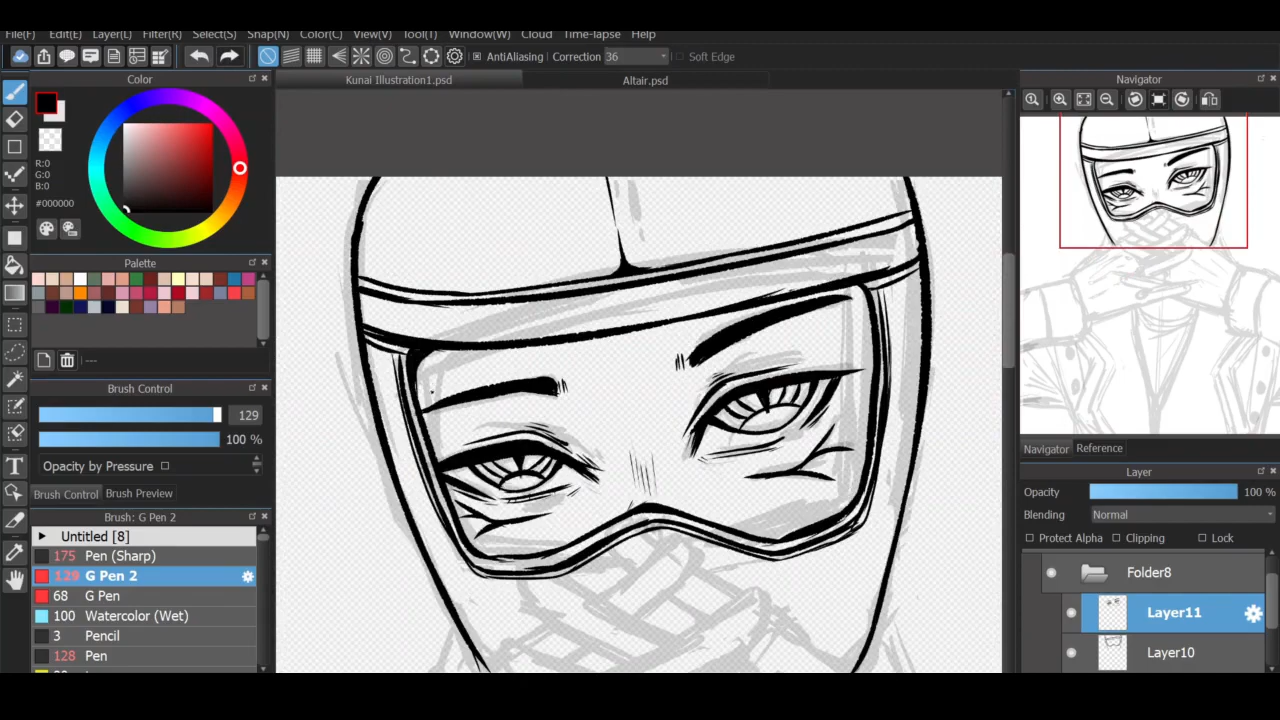 File(F) Edit(E) Layer(L) Filter(R) Select(S) Snap(N) Color(C) View(V) Tool(T) Window(W) Cloud Time-lapse Help
AntiAliasing Correction 36 Soft Edge
Color
Kunai Illustration1.psd
Altair.psd
Navigator
R:0
G:0
B:0
#000000
Palette
---
Brush Control
129
100 %
Opacity by Pressure
Brush Control Brush Preview
Brush: G Pen 2
Untitled [8]
175 Pen (Sharp)
129 G Pen 2
68 G Pen
100 Watercolor (Wet)
3 Pencil
128 Pen
Navigator Reference
Layer
Opacity 100 %
Blending Normal
Protect Alpha Clipping Lock
Folder8
Layer11
Layer10